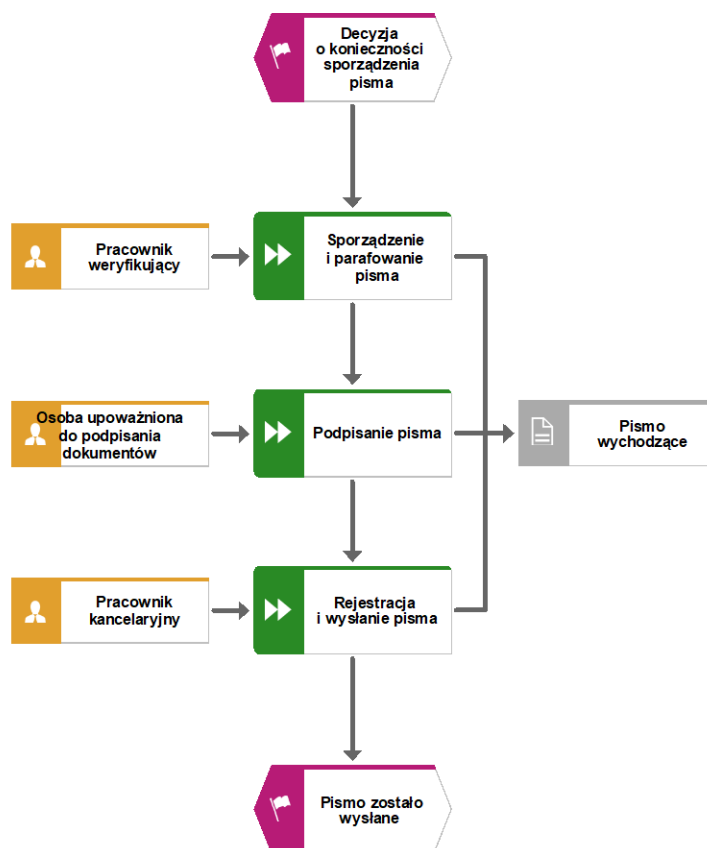 Decyzja
o konieczności
sporządzenia
pisma
Pracownik
weryfikujący
Sporządzenie
i parafowanie
pisma
Osoba upoważniona
do podpisania
dokumentów
Podpisanie pisma
Pismo
wychodzące
Pracownik
kancelaryjny
Rejestracja
i wysłanie pisma
Pismo zostało
wysłane